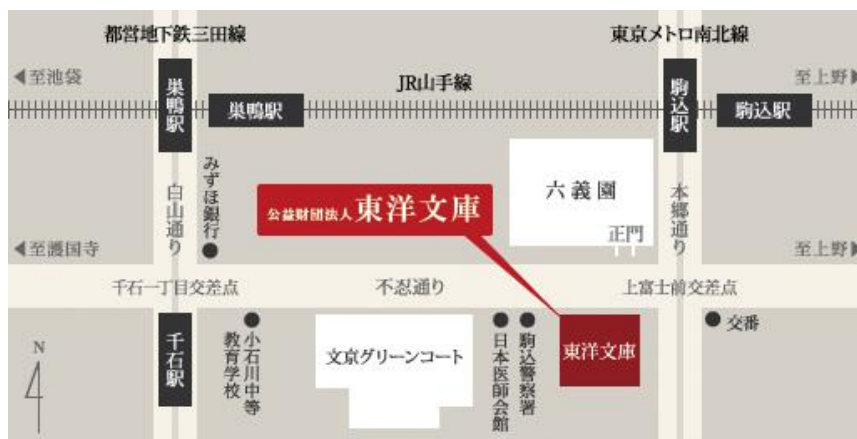 都営地下鉄三田線
東京メトロ南北線
◀至池袋
巣鴨駅
巣鴨駅
JR山手線
駒込駅
駒込駅
至上野▶
みずほ銀行
白山通り
公益財団法人 東洋文庫
六義園
正門
本郷通り
◀至護国寺
至上野▶
千石一丁目交差点
不忍通り
上富士前交差点
N
千石駅
小石川中等
教育学校
文京グリーンコート
日本医師会館
駒込警察署
東洋文庫
交番